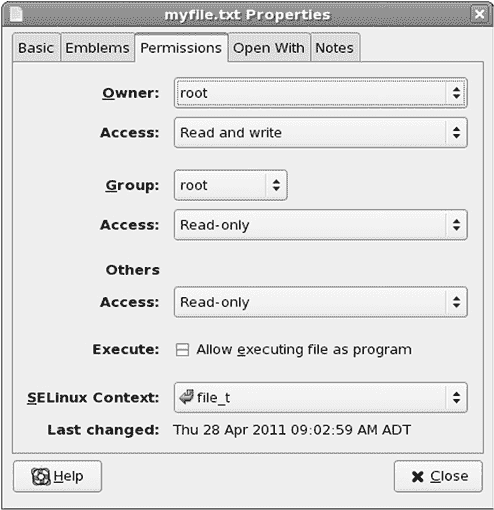 myfile.txt Properties
Basic Emblems Permissions Open With Notes
Owner: root
Access: Read and write
Group: root
Access: Read-only
Others
Access: Read-only
Execute: Allow executing file as program
SELinux Context: file_t
Last changed: Thu 28 Apr 2011 09:02:59 AM ADT
Help Close